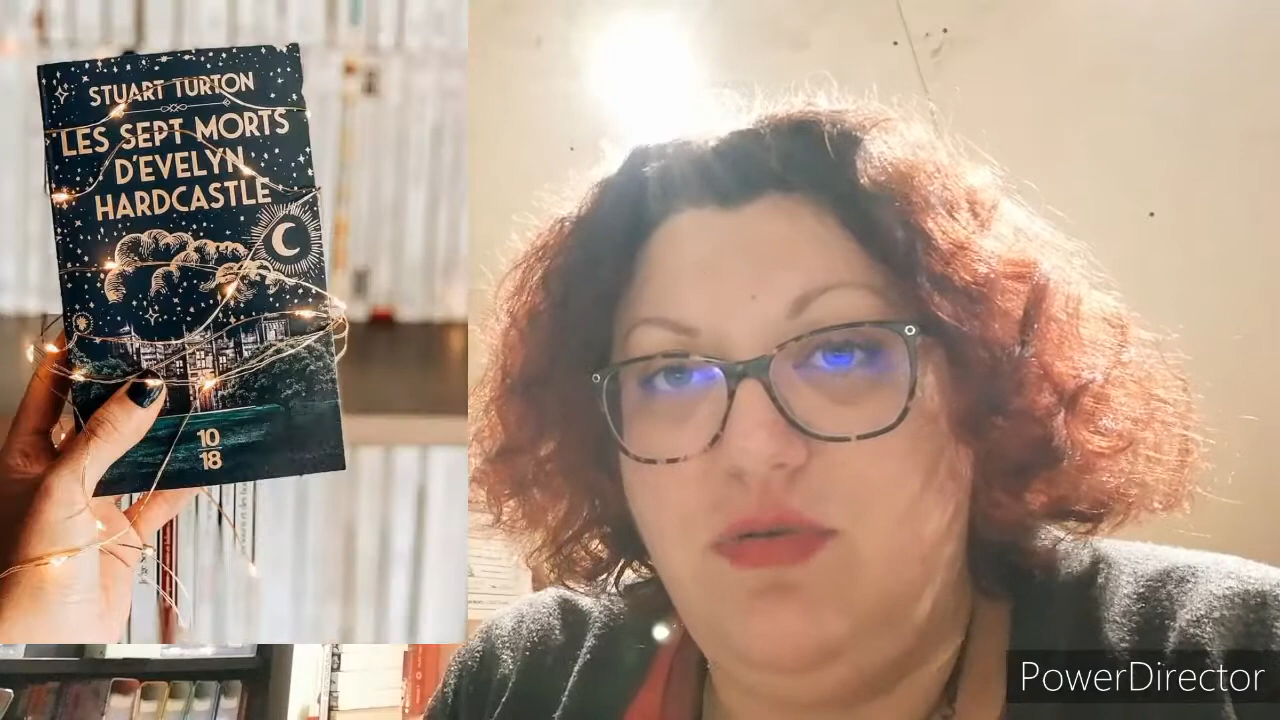 STUART TURTON
LES SEPT MORTS
D'EVELYN
HARDCASTLE
10
18
PowerDirector